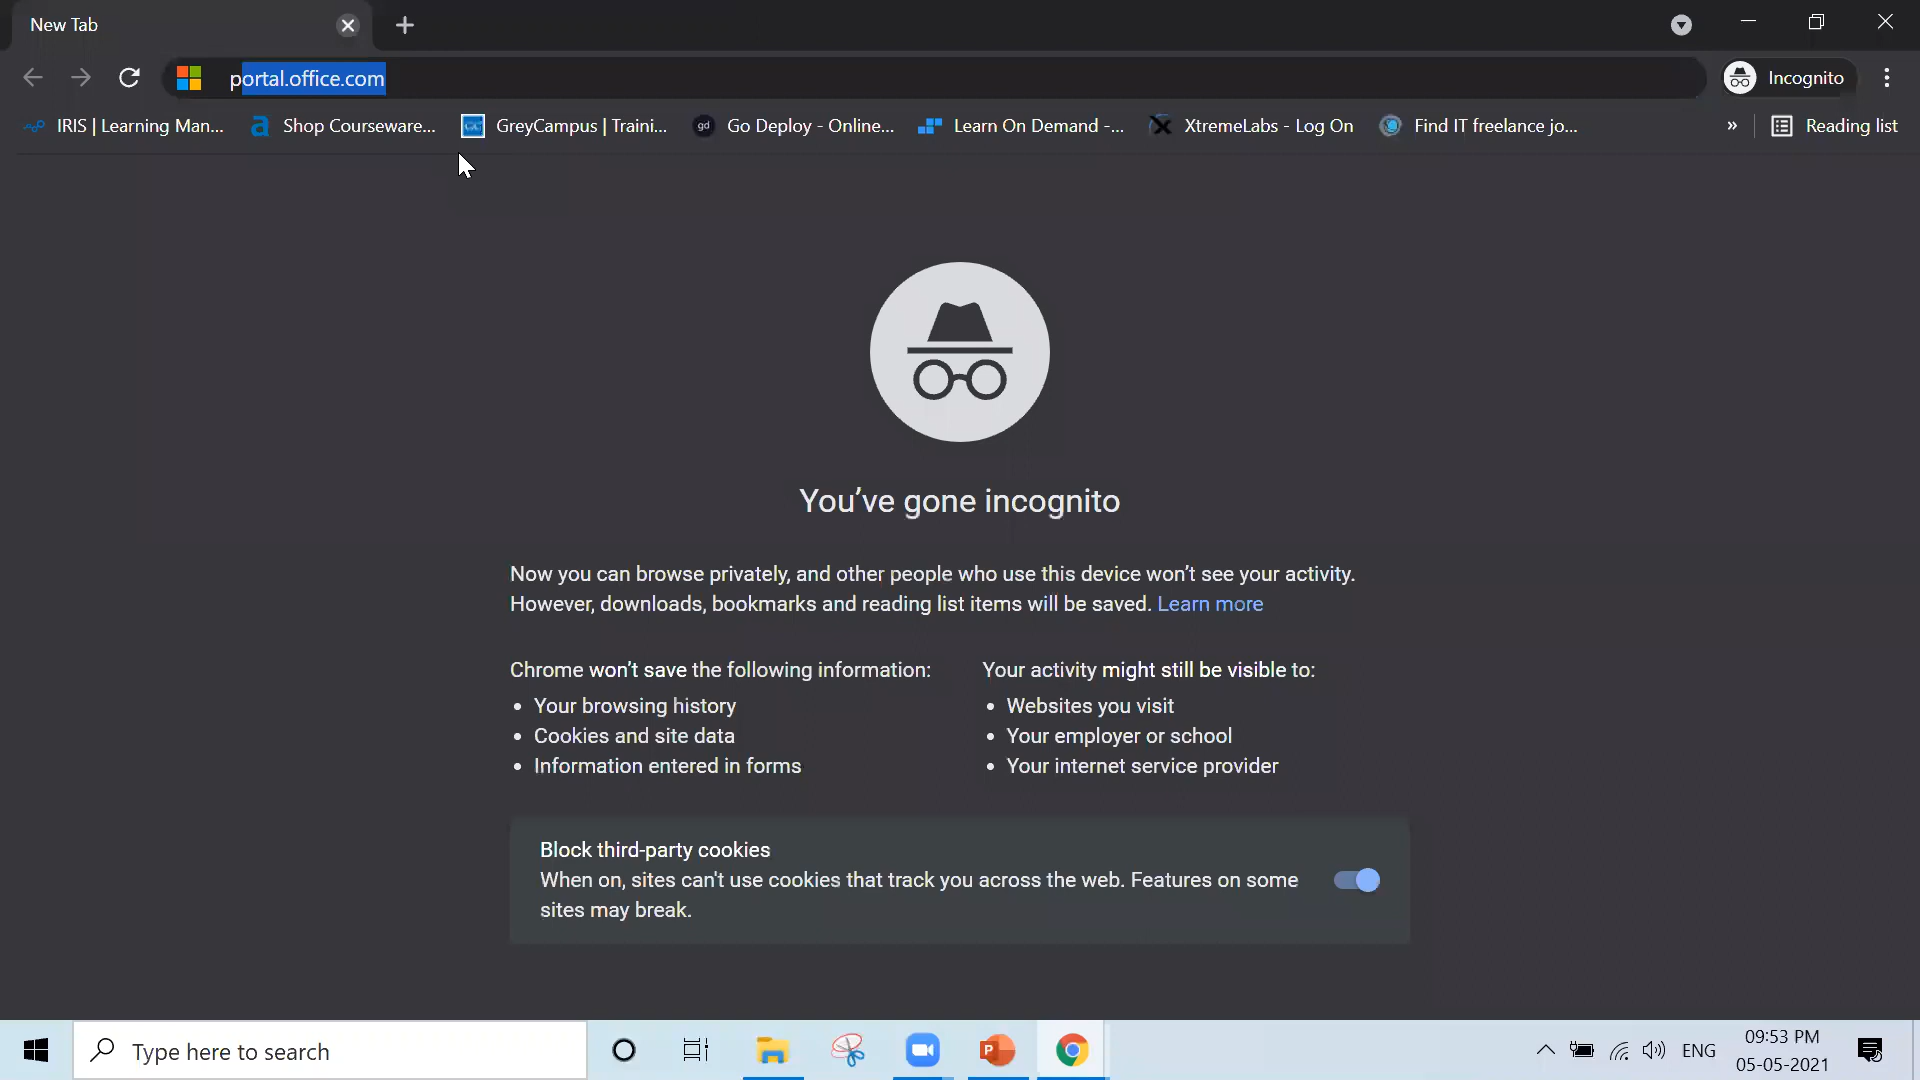 New Tab
portal.office.com
Incognito
IRIS | Learning Man...
Shop Courseware...
GC
GreyCampus | Traini...
gd
Go Deploy - Online...
Learn On Demand -...
XtremeLabs - Log On
Find IT freelance jo...
»
Reading list
You’ve gone incognito
Now you can browse privately, and other people who use this device won’t see your activity.
However, downloads, bookmarks and reading list items will be saved. Learn more
Chrome won’t save the following information:
• Your browsing history
• Cookies and site data
• Information entered in forms
Your activity might still be visible to:
• Websites you visit
• Your employer or school
• Your internet service provider
Block third-party cookies
When on, sites can't use cookies that track you across the web. Features on some
sites may break.
Type here to search
P
ENG
09:53 PM
05-05-2021